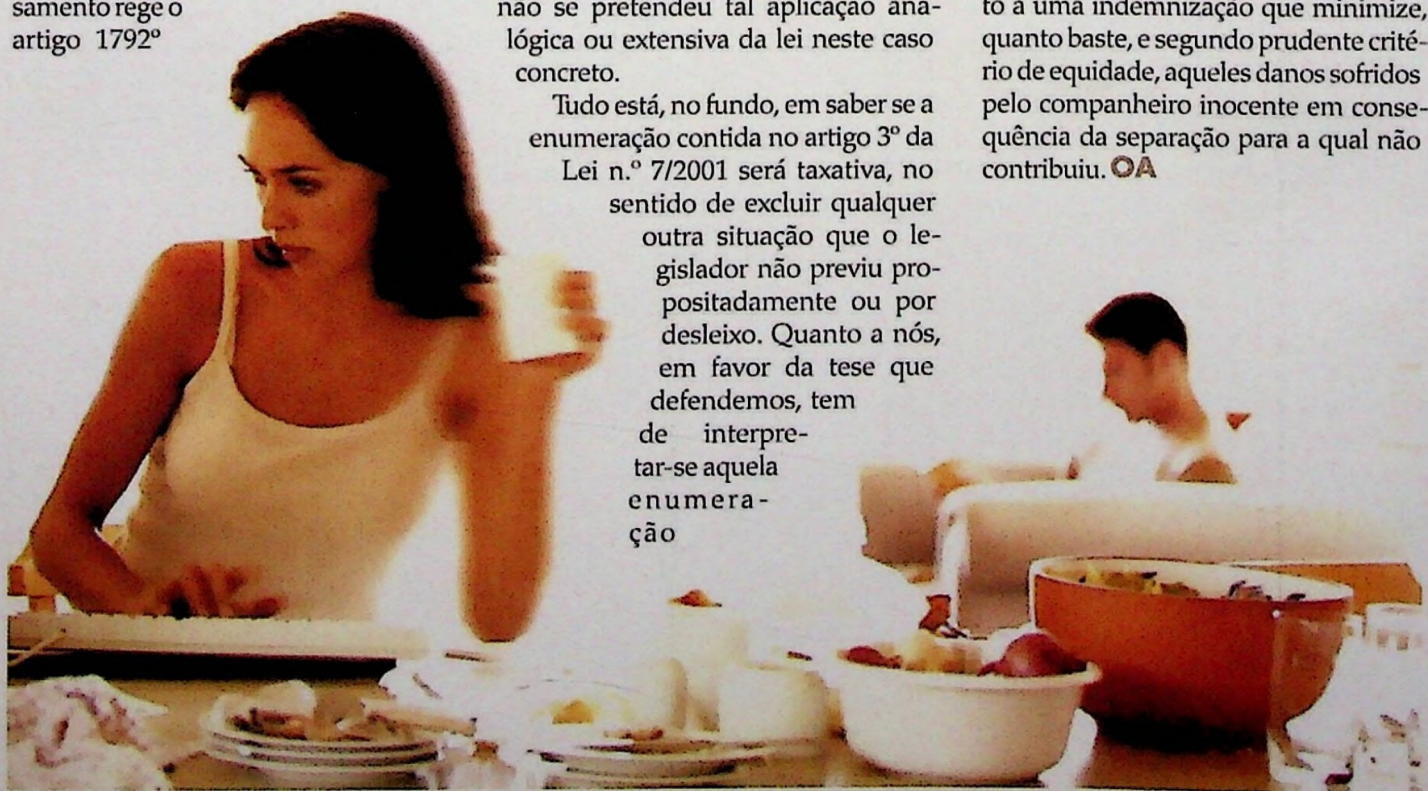 samento rege o
artigo 1792º
não se pretendeu tal aplicação ana-
lógica ou extensiva da lei neste caso
concreto.
Tudo está, no fundo, em saber se a
enumeração contida no artigo 3º da
Lei n.º 7/2001 será taxativa, no
sentido de excluir qualquer
outra situação que o le-
gislador não previu pro-
positadamente ou por
desleixo. Quanto a nós,
em favor da tese que
defendemos, tem
de interpre-
tar-se aquela
enumera-
ção
to a uma indemnização que minimize,
quanto baste, e segundo prudente crité-
rio de equidade, aqueles danos sofridos
pelo companheiro inocente em conse-
quência da separação para a qual não
contribuiu. OA